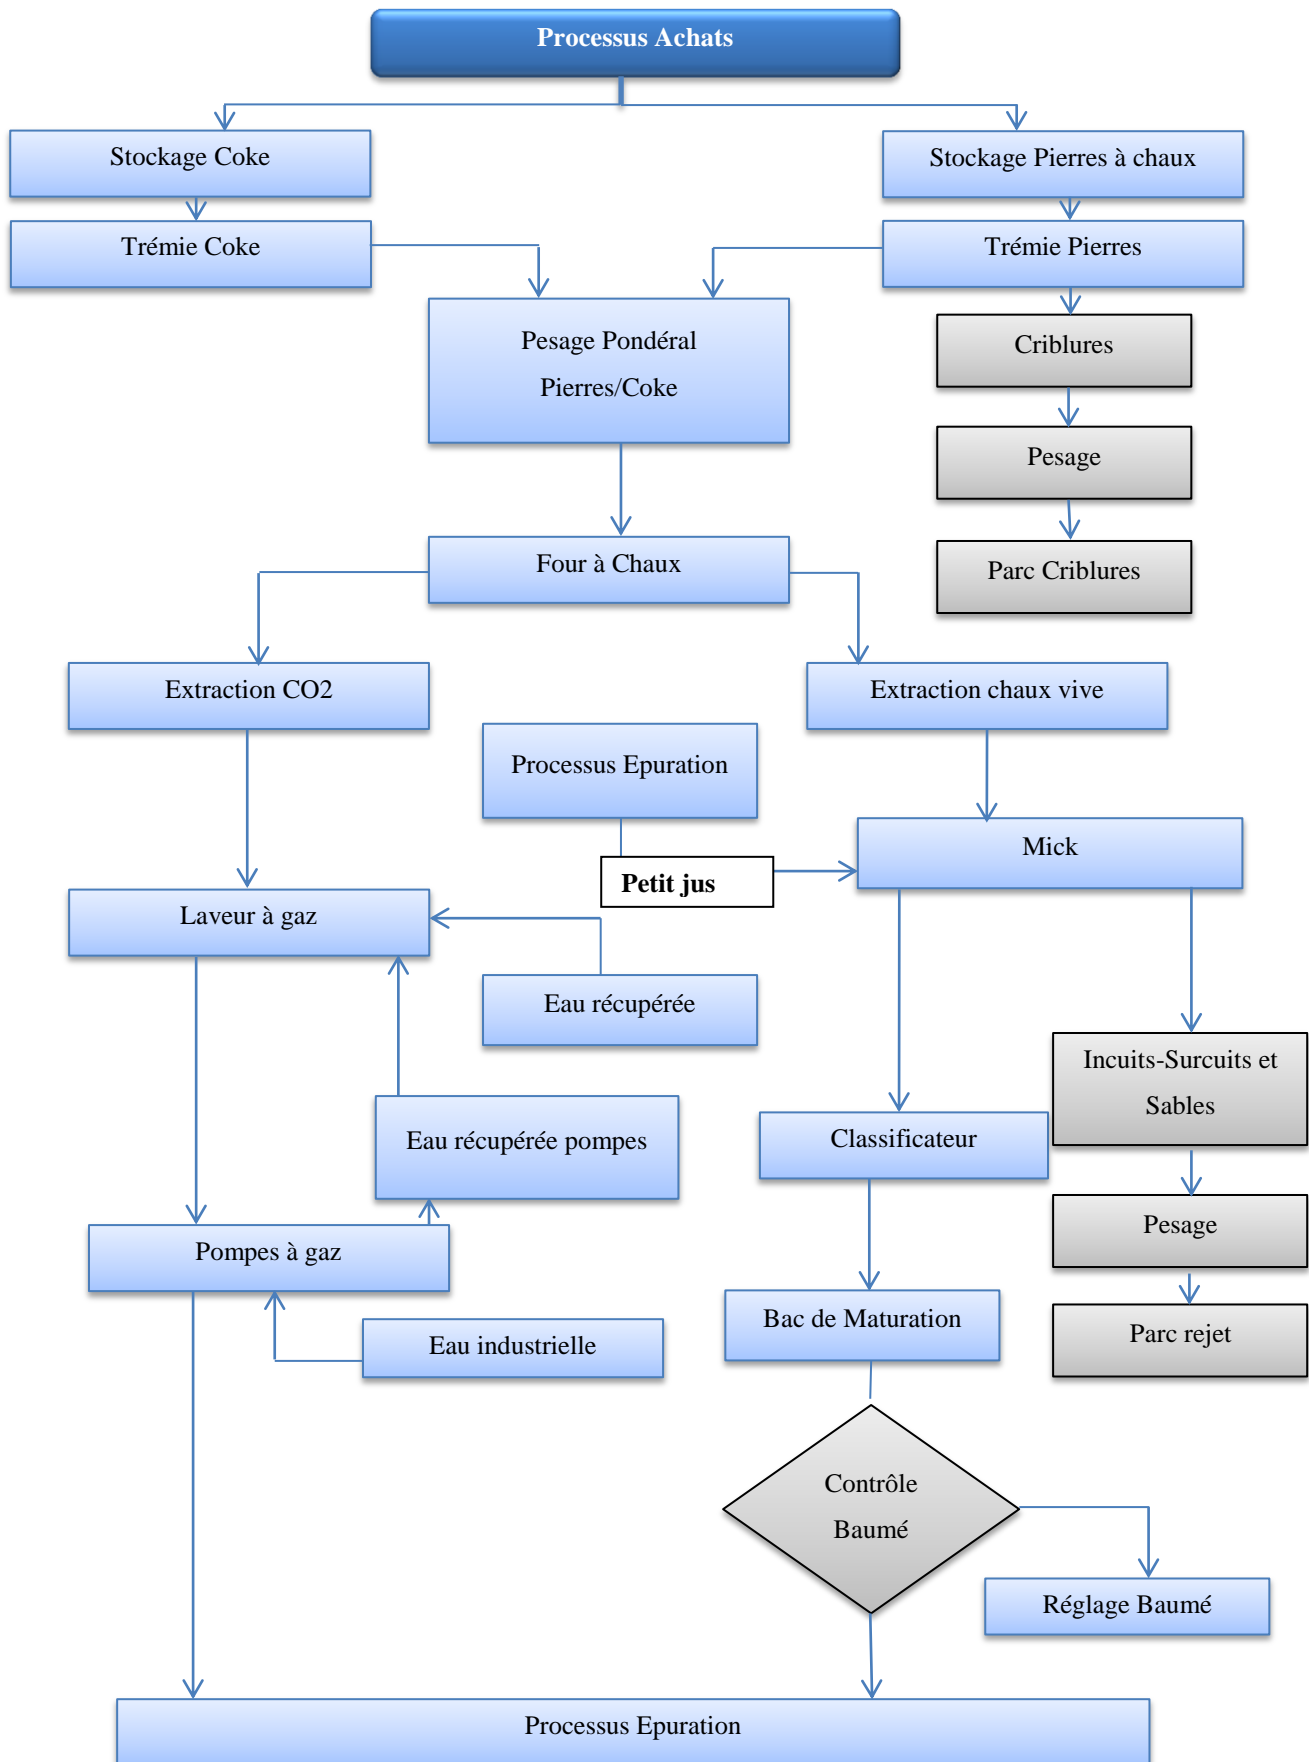 Processus Achats
Stockage Coke
Stockage Pierres à chaux
Trémie Coke
Trémie Pierres
Pesage Pondéral
Pierres/Coke
Criblures
Pesage
Parc Criblures
Four à Chaux
Extraction CO2
Extraction chaux vive
Processus Epuration
Petit jus
Mick
Laveur à gaz
Eau récupérée
Incuits-Surcuits et
Sables
Eau récupérée pompes
Classificateur
Pesage
Pompes à gaz
Bac de Maturation
Parc rejet
Eau industrielle
Contrôle
Baumé
Réglage Baumé
Processus Epuration